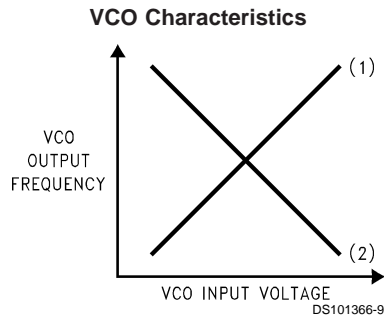 VCO Characteristics
(1)
VCO
OUTPUT
FREQUENCY
(2)
VCO INPUT VOLTAGE
DS101366-9